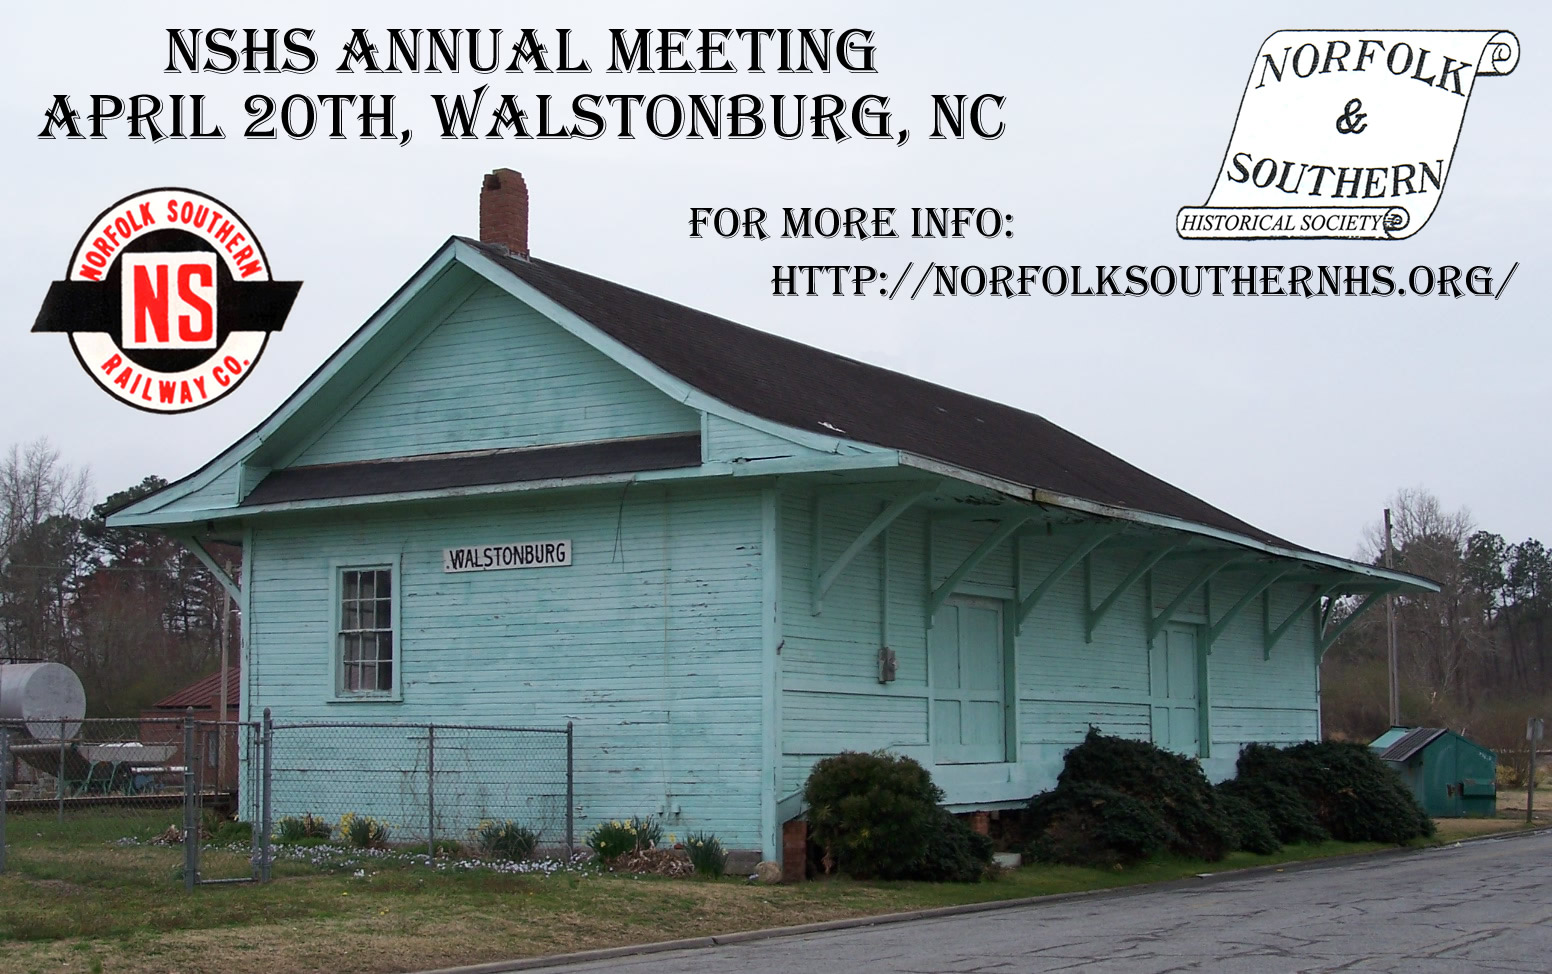 NSHS ANNUAL MEETING
APRIL 20TH, WALSTONBURG, NC
NORFOLK
&
SOUTHERN
HISTORICAL SOCIETY
NORFOLK SOUTHERN
NS
RAILWAY CO.
FOR MORE INFO:
HTTP://NORFOLKSOUTHERNHS.ORG/
WALSTONBURG